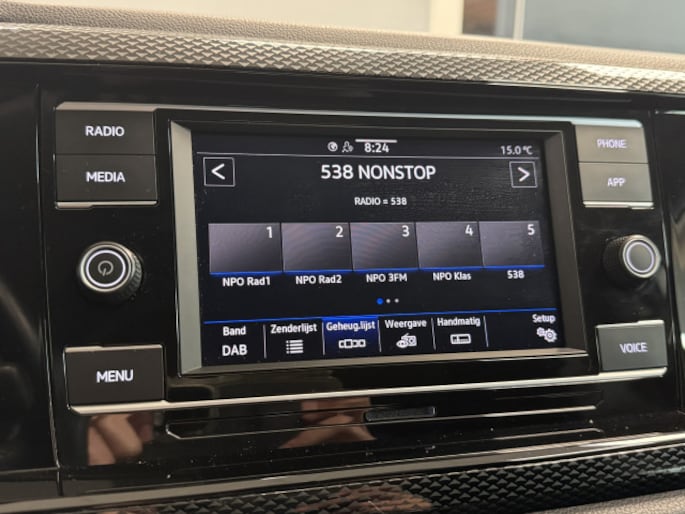 RADIO
MEDIA
MENU
8:24
15.0 °C
<
538 NONSTOP
>
RADIO = 538
1
2
3
4
5
NPO Rad1
NPO Rad2
NPO 3FM
NPO Klas
538
Band
DAB
Zenderlijst
Geheug.lijst
Weergave
Handmatig
Setup
PHONE
APP
VOICE